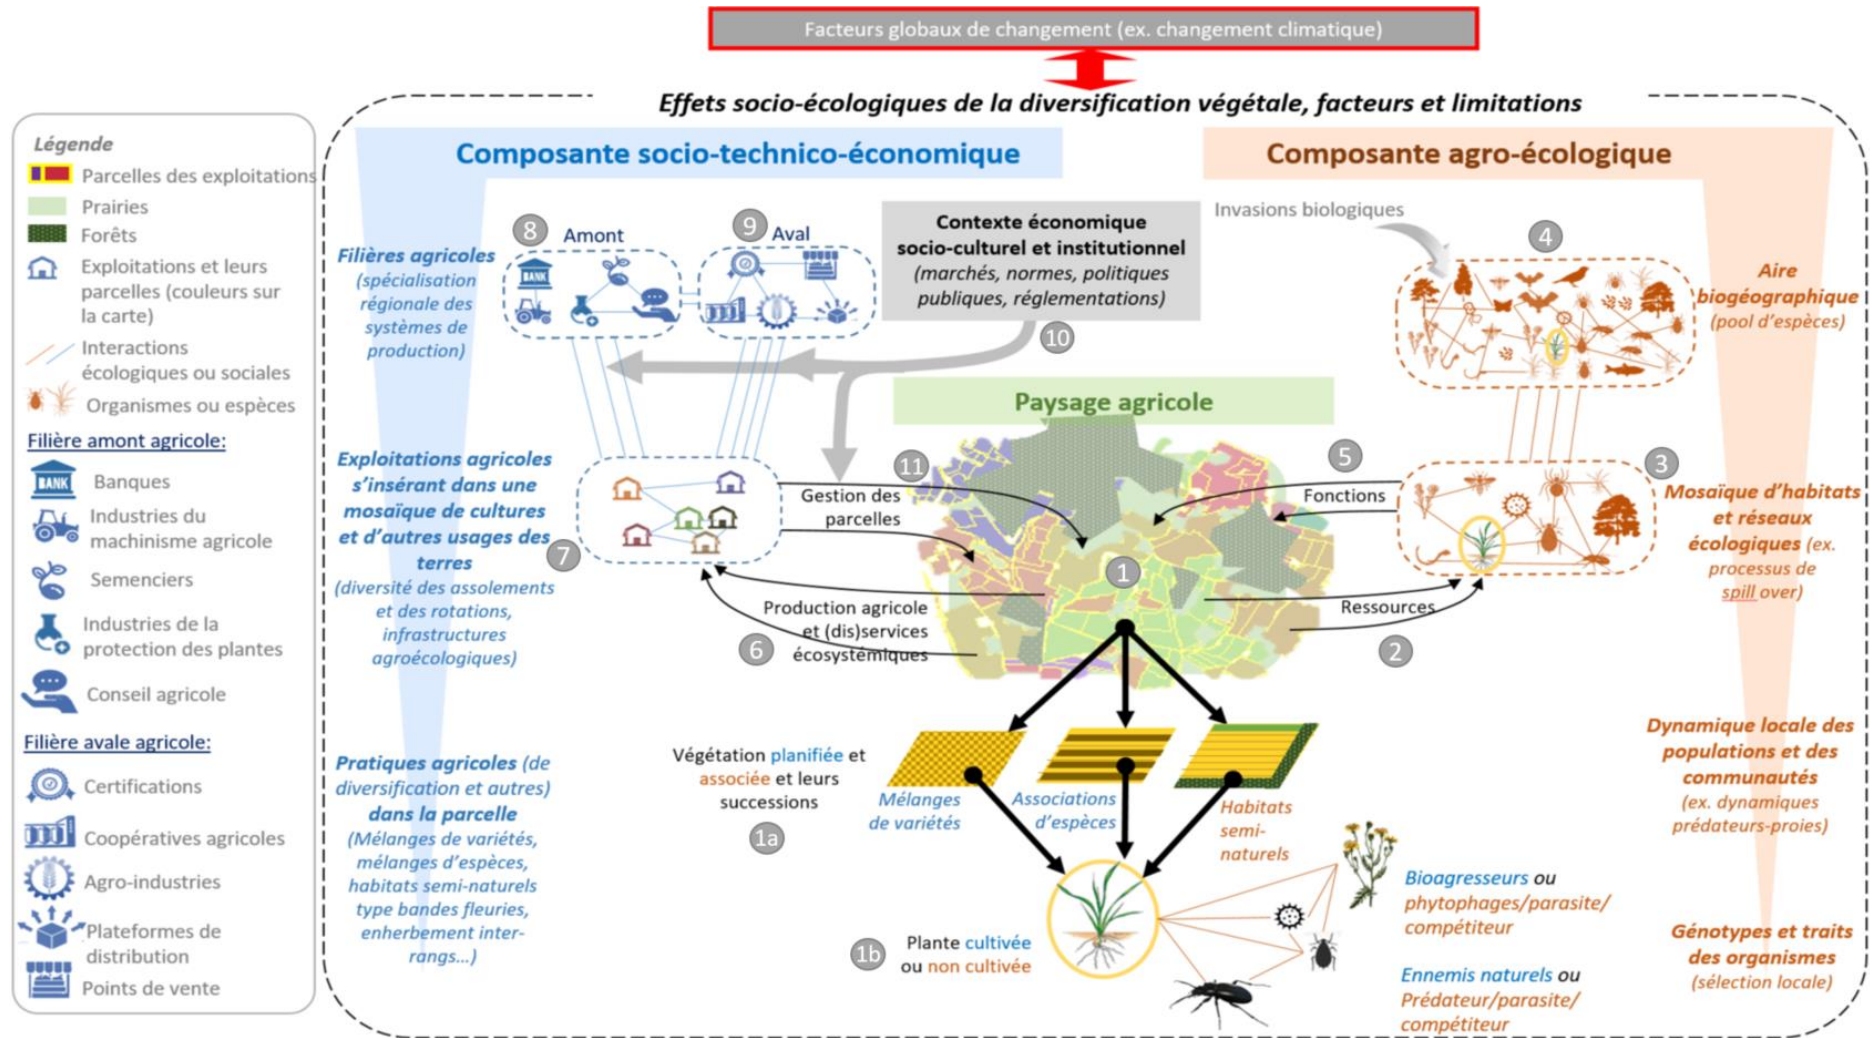 Facteurs globaux de changement (ex. changement climatique)
Effets socio-écologiques de la diversification végétale, facteurs et limitations
Légende
Parcelles des exploitations
Prairies
Forêts
Exploitations et leurs
parcelles (couleurs sur
la carte)
Interactions
écologiques ou sociales
Organismes ou espèces
Filière amont agricole:
BANK
Banques
Industries du
machinisme agricole
Semenciers
Industries de la
protection des plantes
Conseil agricole
Filière avale agricole:
Certifications
Coopératives agricoles
Agro-industries
Plateformes de
distribution
Points de vente
Composante socio-technico-économique
Filières agricoles
(spécialisation
régionale des
systèmes de
production)
Exploitations agricoles
s’insérant dans une
mosaïque de cultures
et d’autres usages des
terres
(diversité des assolements
et des rotations,
infrastructures
agroécologiques)
Pratiques agricoles (de
diversification et autres)
dans la parcelle
(Mélanges de variétés,
mélanges d’espèces,
habitats semi-naturels
type bandes fleuries,
enherbement inter-
rangs…)
8
Amont
BANK
9
Aval
Contexte économique
socio-culturel et institutionnel
(marchés, normes, politiques
publiques, réglementations)
10
7
Paysage agricole
11
Gestion des
parcelles
1
Production agricole
et (dis)services
écosystémiques
6
5
Fonctions
Ressources
2
Végétation planifiée et
associée et leurs
successions
1a
Mélanges
de variétés
Associations
d’espèces
Habitats
semi-
naturels
1b
Plante cultivée
ou non cultivée
Bioagresseurs ou
phytophages/parasite/
compétiteur
Ennemis naturels ou
Prédateur/parasite/
compétiteur
Composante agro-écologique
Invasions biologiques
4
Aire
biogéographique
(pool d’espèces)
3
Mosaïque d’habitats
et réseaux
écologiques (ex.
processus de
spill over)
Dynamique locale des
populations et des
communautés
(ex. dynamiques
prédateurs-proies)
Génotypes et traits
des organismes
(sélection locale)